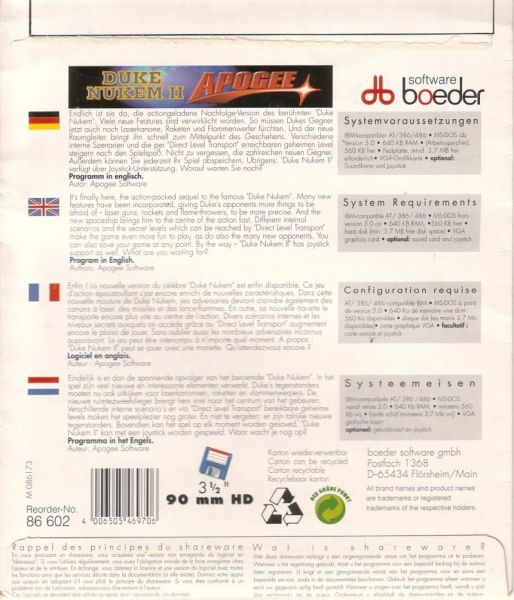 DUKE NUKEM II
APOGEE
software
boeder
Endlich ist sie da, die actiongeladene Nachfolge-Version des berühmten "Duke
Nukem". Viele neue Features sind verwirklicht worden. So müssen Dukes Gegner
jetzt auch noch Laserkanone, Raketen und Flammenwerfer fürchten. Und der neue
Raumgleiter bringt ihn schnell zum Mittelpunkt des Geschehens. Verschiedene
interne Szenarien und die per "Direct Level Transport" erreichbaren geheimen Level
steigern noch den Spielspaß. Nicht zu vergessen, die zahlreichen neuen Gegner.
Außerdem können Sie jederzeit Ihr Spiel abspeichern. Übrigens: "Duke Nukem II"
verfügt über Joystick-Unterstützung. Worauf warten Sie noch?
Programm in englisch.
Autor: Apogee Software
Systemvoraussetzungen
IBM-kompatibler AT/386/486 • MS-DOS ab
Version 5.0 • 640 KB RAM • (Arbeitsspeicher),
560 KB frei • Festplatte, mind. 3,7 MB frei
erforderlich • VGA-Grafikkarte • optional:
Soundkarte und Joystick
It's finally here, the action-packed sequel to the famous "Duke Nukem". Many new
features have been incorporated, giving Duke's opponents more things to be
afraid of – laser guns, rockets and flame-throwers, to be more precise. And the
new spaceship brings him to the centre of the action fast. Different internal
scenarios and the secret levels which can be reached by "Direct Level Transport"
make the game even more fun to play, as do also the many new opponents. You
can also save your game at any point. By the way – "Duke Nukem II" has joystick
support as well. What are you waiting for?
Program in English.
Authors: Apogee Software
System Requirements
IBM-compatible AT/ 386/ 486 • MS-DOS from
version 5.0 on • 640 KB RAM, 560 KB free •
hard disk (min. 3.7 MB free disk space) • VGA
graphics card • optional: sound card and joystick
Enfin ! La nouvelle version du célèbre "Duke Nukem" est enfin disponible. Ce jeu
d'action époustouflant s'est encore enrichi de nouvelles caractéristiques. Dans cette
nouvelle mouture de Duke Nukem, ses adversaires devront craindre également des
canons à laser, des missiles et des lance-flammes. En outre, sa nouvelle navette le
transporte encore plus vite au centre de l'action. Divers scénarios internes et les
niveaux secrets auxquels on accède grâce au "Direct Level Transport" augmentent
encore le plaisir de jouer. Sans oublier aussi les nombreux adversaires inconnus
auparavant. Le jeu peut être interrompu à n'importe quel moment. A propos :
"Duke Nukem II" peut se jouer avec une manette. Qu'attendez-vous encore ?
Logiciel en anglais.
Auteur : Apogee Software
Configuration requise
AT/ 386/ 486 compatible IBM • MS-DOS à partir
de version 5.0 • 640 Ko de mémoire vive dont
560 Ko disponibles • disque dur (au moins 3,7 Mo
disponibles) • carte graphique VGA • facultatif :
carte sonore et joystick
Eindelijk is er dan de spannende opvolger van het beroemde "Duke Nukem". In het
spel zijn veel nieuwe en interessante elementen verwerkt. Duke's tegenstanders
moeten nu ook uitkijken voor laserkanonnen, raketten en vlammenwerpers. De
nieuwe ruimtezweefvlieger brengt hem snel naar het centrum van het gebeuren.
Verschillende interne scenario's en via "Direct Level Transport" bereikbare geheime
levels maken het speelplezier nog groter. En niet te vergeten: er zijn talrijke nieuwe
tegenstanders. Bovendien kan het spel op elk moment worden gesaved. "Duke
Nukem II" kan met een joystick worden gespeeld. Waar wacht je nog op?
Programma in het Engels.
Auteur: Apogee Software
Systeemeisen
IBM-compatibele AT/ 386/ 486 • MS-DOS
vanaf versie 5.0 • 640 Kb RAM, minstens 560
Kb vrij • harde schijf (minstens 3,7 Mb vrij) • VGA
grafische kaart
optioneel: geluidskaart en joystick
M 086173
Reorder-No.
86 602
4 006505 469706
3 ½"
90 mm HD
Karton wiederverwertbar
Carton can be recycled
Carton recyclable
Recyclebaar karton
DER GRÜNE PUNKT
boeder software gmbh
Postfach 1368
D-65434 Flörsheim/Main
All brand names and product names
are trademarks or registered
trademarks of the respective holders.
Rappel des principes du shareware
What is shareware?